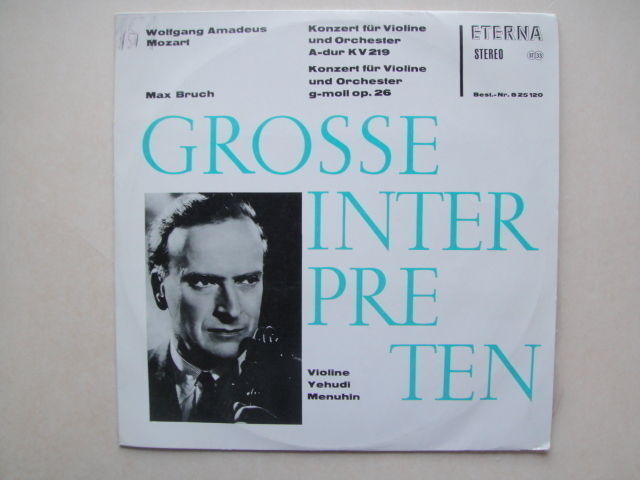 Wolfgang Amadeus
Mozart
Konzert für Violine
und Orchester
A-dur KV 219
Konzert für Violine
und Orchester
g-moll op. 26
Max Bruch
ETERNA
STEREO
Best.-Nr. 8 25 120
GROSSE
INTER
PRE
TEN
Violine
Yehudi
Menuhin